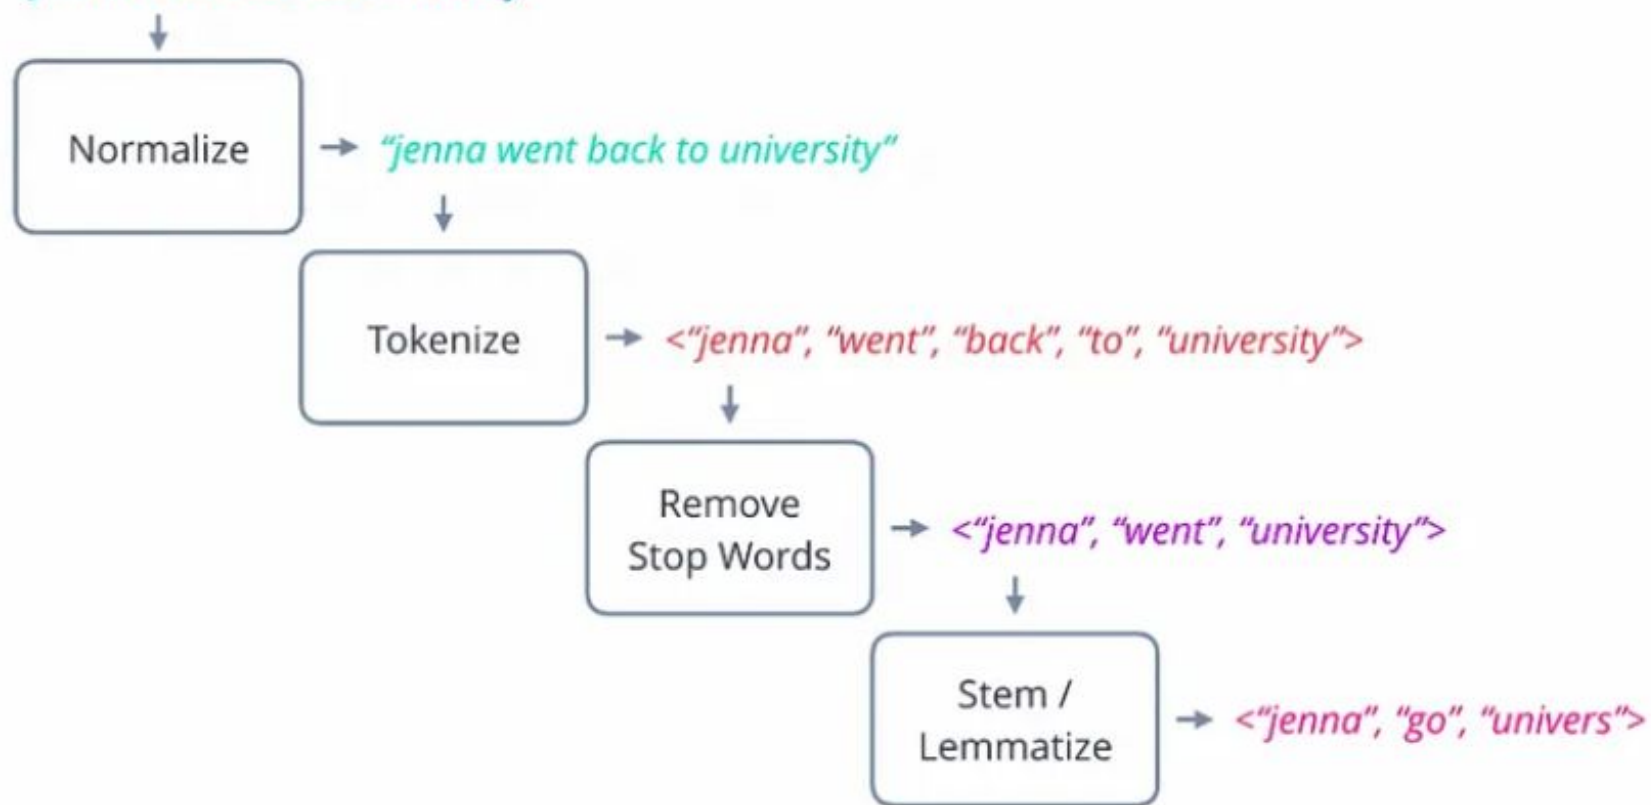 Normalize
“jenna went back to university”
Tokenize
<“jenna”, “went”, “back”, “to”, “university”>
Remove
Stop Words
<“jenna”, “went”, “university”>
Stem /
Lemmatize
<“jenna”, “go”, “univers”>